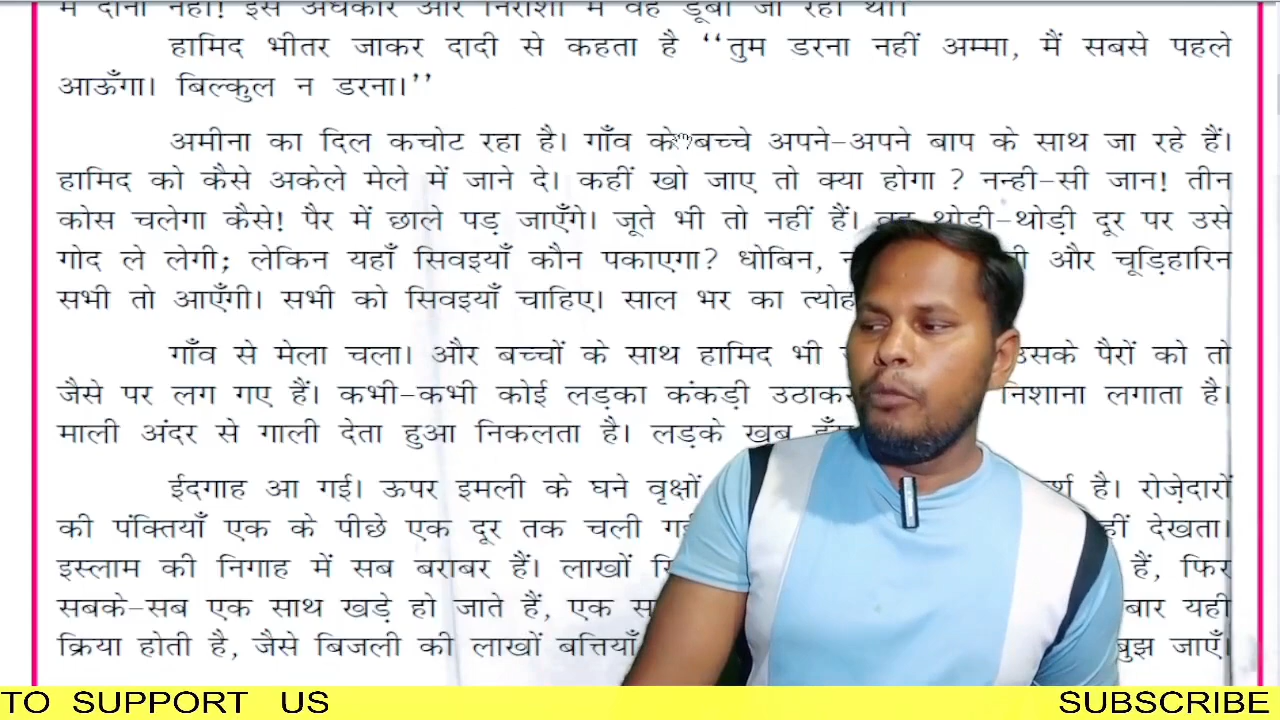 में दाना नहीं! इस अंधकार और निराशा में वह डूबी जा रही थी।
हामिद भीतर जाकर दादी से कहता है ‘‘तुम डरना नहीं अम्मा, मैं सबसे पहले
आऊँगा। बिल्कुल न डरना।’’
अमीना का दिल कचोट रहा है। गाँव के बच्चे अपने-अपने बाप के साथ जा रहे हैं।
हामिद को कैसे अकेले मेले में जाने दे। कहीं खो जाए तो क्या होगा ? नन्ही-सी जान! तीन
कोस चलेगा कैसे! पैर में छाले पड़ जाएँगे। जूते भी तो नहीं हैं। वह थोड़ी-थोड़ी दूर पर उसे
गोद ले लेगी; लेकिन यहाँ सिवइयाँ कौन पकाएगा? धोबिन, और चूड़िहारिन
सभी तो आएँगी। सभी को सिवइयाँ चाहिए। साल भर का
गाँव से मेला चला। और बच्चों के साथ हामिद भी उसके पैरों को तो
जैसे पर लग गए हैं। कभी-कभी कोई लड़का कंकड़ी उठाकर निशाना लगाता है।
माली अंदर से गाली देता हुआ निकलता है। लड़के खूब
ईदगाह आ गई। ऊपर इमली के घने वृक्षों है। रोज़ेदारों
की पंक्तियाँ एक के पीछे एक दूर तक चली देखता।
इस्लाम की निगाह में सब बराबर हैं। लाखों हैं, फिर
सबके-सब एक साथ खड़े हो जाते हैं, एक यही
क्रिया होती है, जैसे बिजली की लाखों बत्तियाँ बुझ जाएँ।
TO SUPPORT US SUBSCRIBE